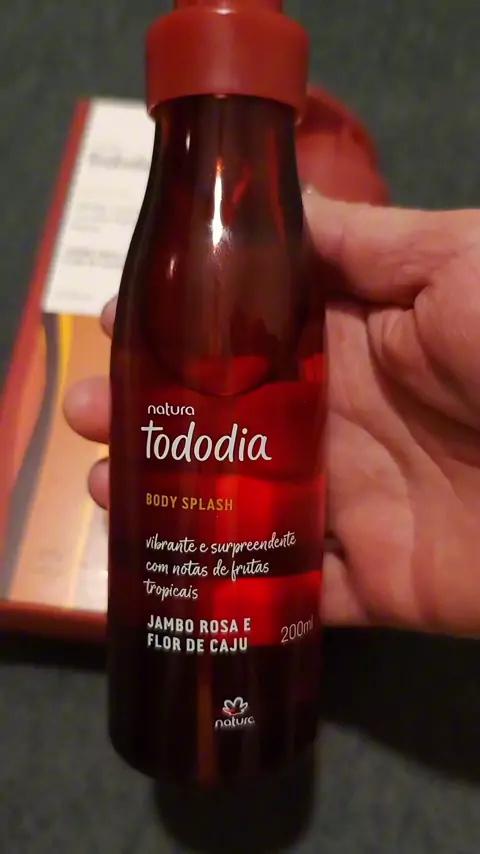 natura
tododia
BODY SPLASH
vibrante e surpreendente
com notas de frutas
tropicais
JAMBO ROSA E
FLOR DE CAJU
200ml
natura